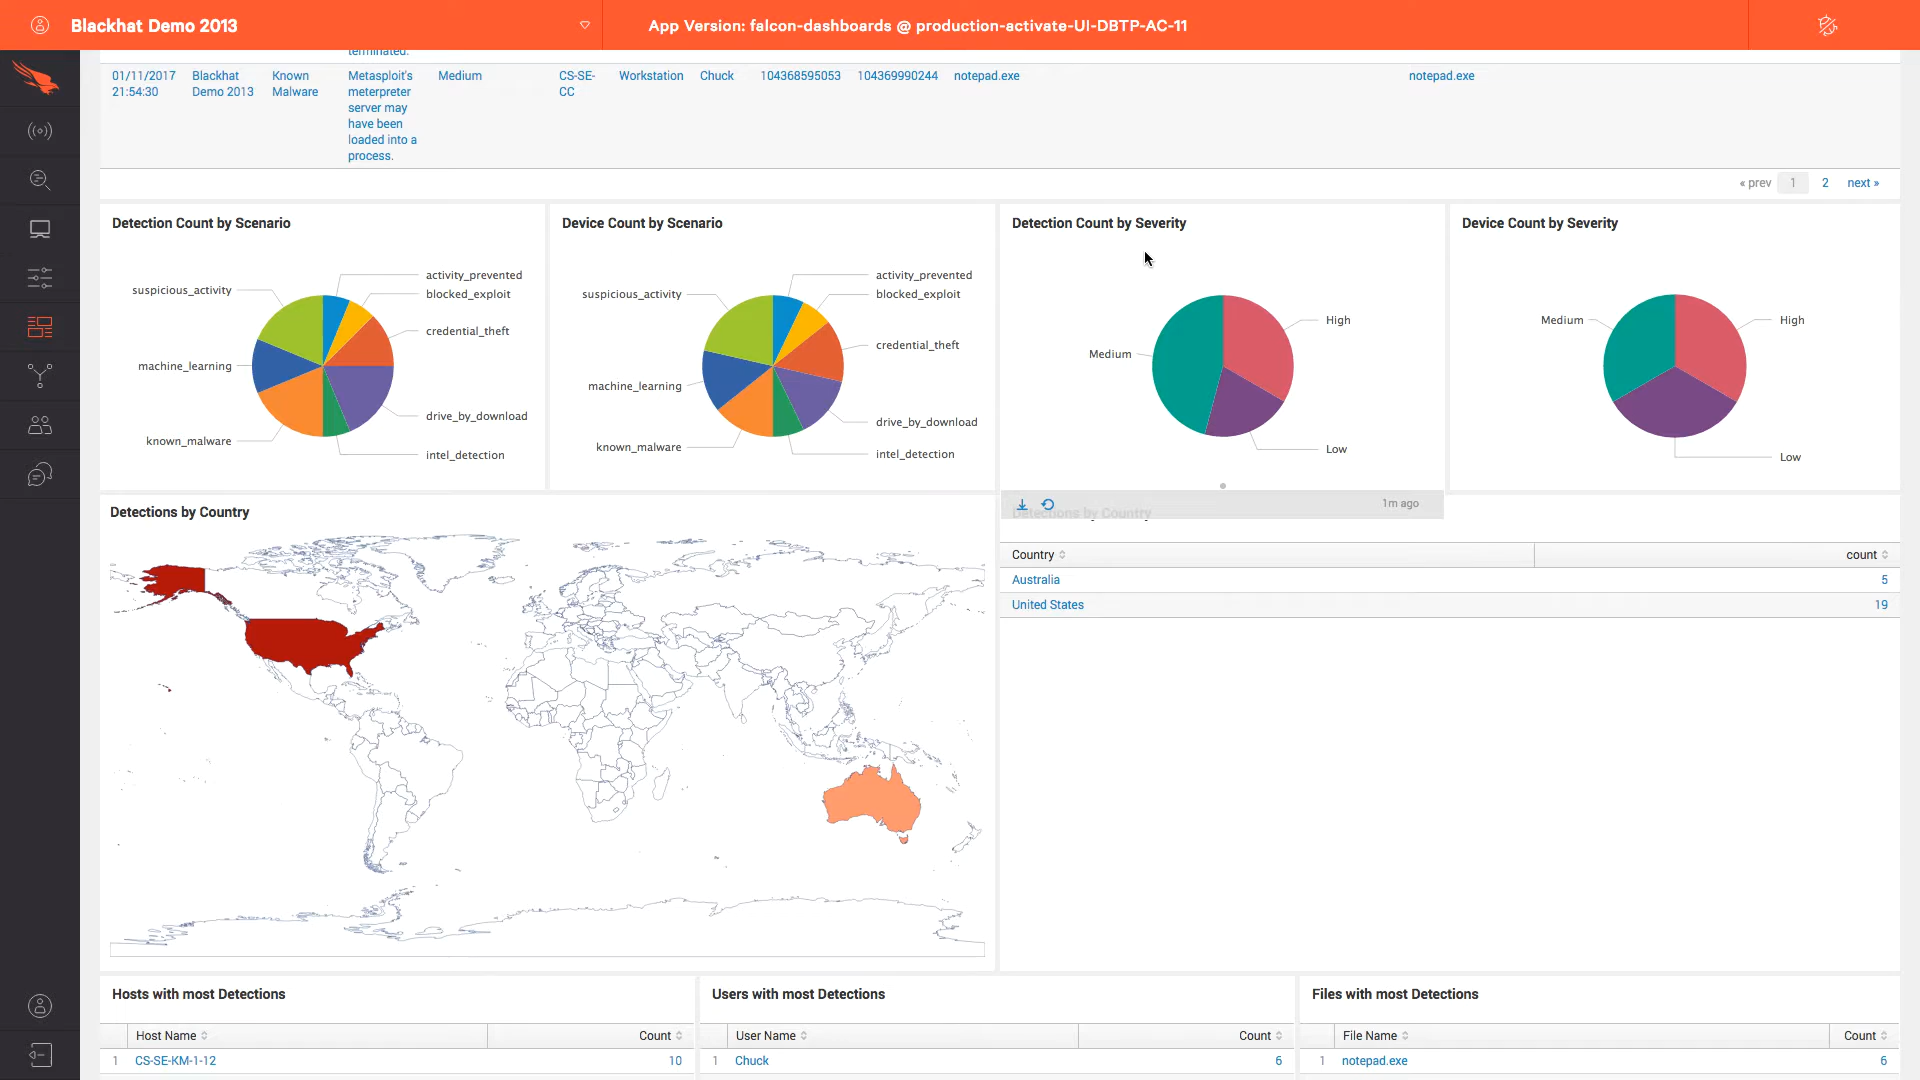 Blackhat Demo 2013
App Version: falcon-dashboards @ production-activate-UI-DBTP-AC-11
terminated.
01/11/2017 Blackhat Known Metasploit's Medium CS-SE- Workstation Chuck 104368595053 104369990244 notepad.exe notepad.exe
21:54:30 Demo 2013 Malware meterpreter CC
server may
have been
loaded into a
process.
« prev 1 2 next »
Detection Count by Scenario
activity_prevented
suspicious_activity
blocked_exploit
credential_theft
machine_learning
drive_by_download
known_malware
intel_detection
Device Count by Scenario
activity_prevented
suspicious_activity
blocked_exploit
credential_theft
machine_learning
drive_by_download
known_malware
intel_detection
Detection Count by Severity
High
Medium
Low
1m ago
Device Count by Severity
Medium
High
Low
Detections by Country
Detections by Country
Country count
Australia 5
United States 19
Hosts with most Detections
Host Name Count
1 CS-SE-KM-1-12 10
Users with most Detections
User Name Count
1 Chuck 6
Files with most Detections
File Name Count
1 notepad.exe 6